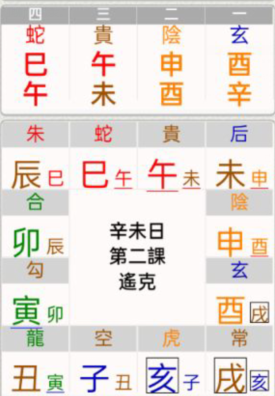 四 三 二 一
蛇 貴 陰 玄
巳 午 申 酉
午 未 酉 辛
朱 蛇 貴 后
辰巳 巳午 午未 未申
合 陰
卯辰 申酉
辛未日
第二課
遙克
勾 玄
寅卯 酉戌
龍 空 虎 常
丑寅 子丑 亥子 戌亥